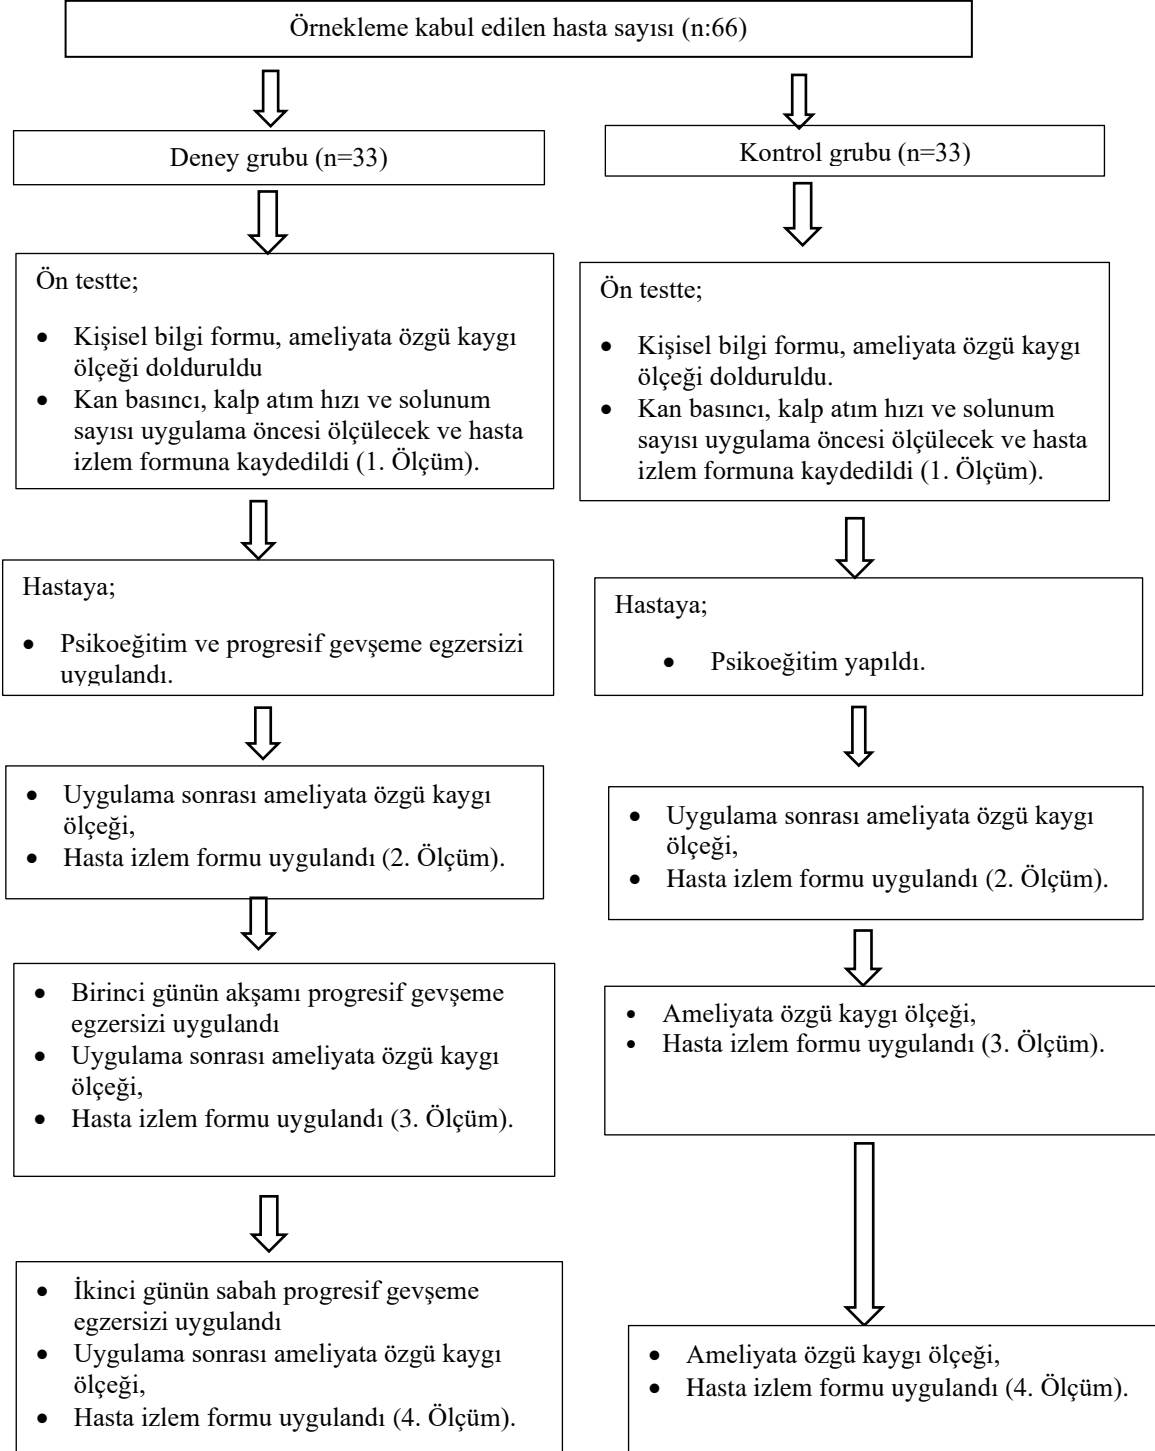 Örnekleme kabul edilen hasta sayısı (n:66)
Deney grubu (n=33)
Kontrol grubu (n=33)
Ön testte;
• Kişisel bilgi formu, ameliyata özgü kaygı
ölçeği dolduruldu
• Kan basıncı, kalp atım hızı ve solunum
sayısı uygulama öncesi ölçülecek ve hasta
izlem formuna kaydedildi (1. Ölçüm).
Ön testte;
• Kişisel bilgi formu, ameliyata özgü kaygı
ölçeği dolduruldu.
• Kan basıncı, kalp atım hızı ve solunum
sayısı uygulama öncesi ölçülecek ve hasta
izlem formuna kaydedildi (1. Ölçüm).
Hastaya;
• Psikoeğitim ve progresif gevşeme egzersizi
uygulandı.
Hastaya;
• Psikoeğitim yapıldı.
• Uygulama sonrası ameliyata özgü kaygı
ölçeği,
• Hasta izlem formu uygulandı (2. Ölçüm).
• Uygulama sonrası ameliyata özgü kaygı
ölçeği,
• Hasta izlem formu uygulandı (2. Ölçüm).
• Birinci günün akşamı progresif gevşeme
egzersizi uygulandı
• Uygulama sonrası ameliyata özgü kaygı
ölçeği,
• Hasta izlem formu uygulandı (3. Ölçüm).
• Ameliyata özgü kaygı ölçeği,
• Hasta izlem formu uygulandı (3. Ölçüm).
• İkinci günün sabah progresif gevşeme
egzersizi uygulandı
• Uygulama sonrası ameliyata özgü kaygı
ölçeği,
• Hasta izlem formu uygulandı (4. Ölçüm).
• Ameliyata özgü kaygı ölçeği,
• Hasta izlem formu uygulandı (4. Ölçüm).